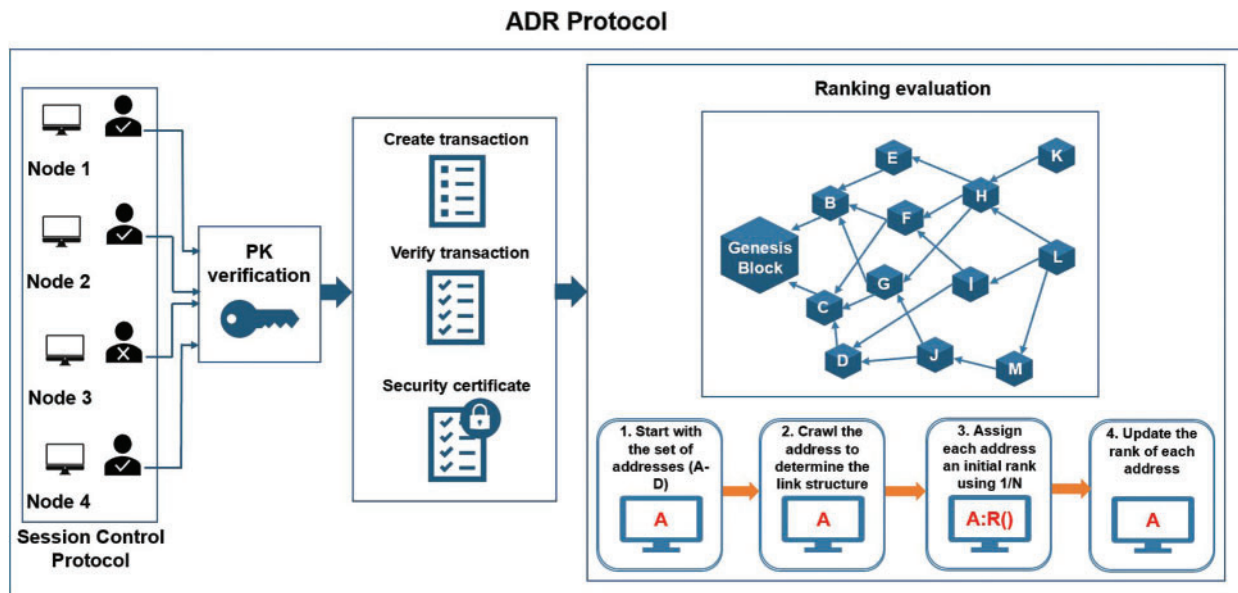 ADR Protocol
Node 1
Node 2
Node 3
Node 4
Session Control
Protocol
PK
verification
Create transaction
Verify transaction
Security certificate
Ranking evaluation
Genesis
Block
B
C
D
E
F
G
H
I
J
K
L
M
1. Start with
the set of
addresses (A-
D)
A
2. Crawl the
address to
determine the
link structure
A
3. Assign
each address
an initial rank
using 1/N
A:R()
4. Update the
rank of each
address
A